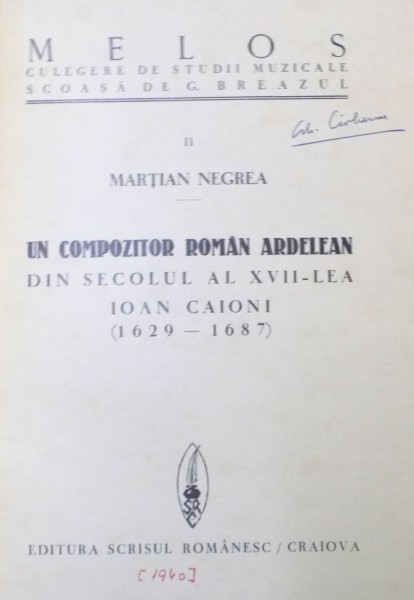 MELOS
CULEGERE DE STUDII MUZICALE
SCOASĂ DE G. BREAZUL
II
MARȚIAN NEGREA
UN COMPOZITOR ROMÂN ARDELEAN
DIN SECOLUL AL XVII-LEA
IOAN CAIONI
(1629 — 1687)
SRC
EDITURA SCRISUL ROMÂNESC / CRAIOVA
[1940]